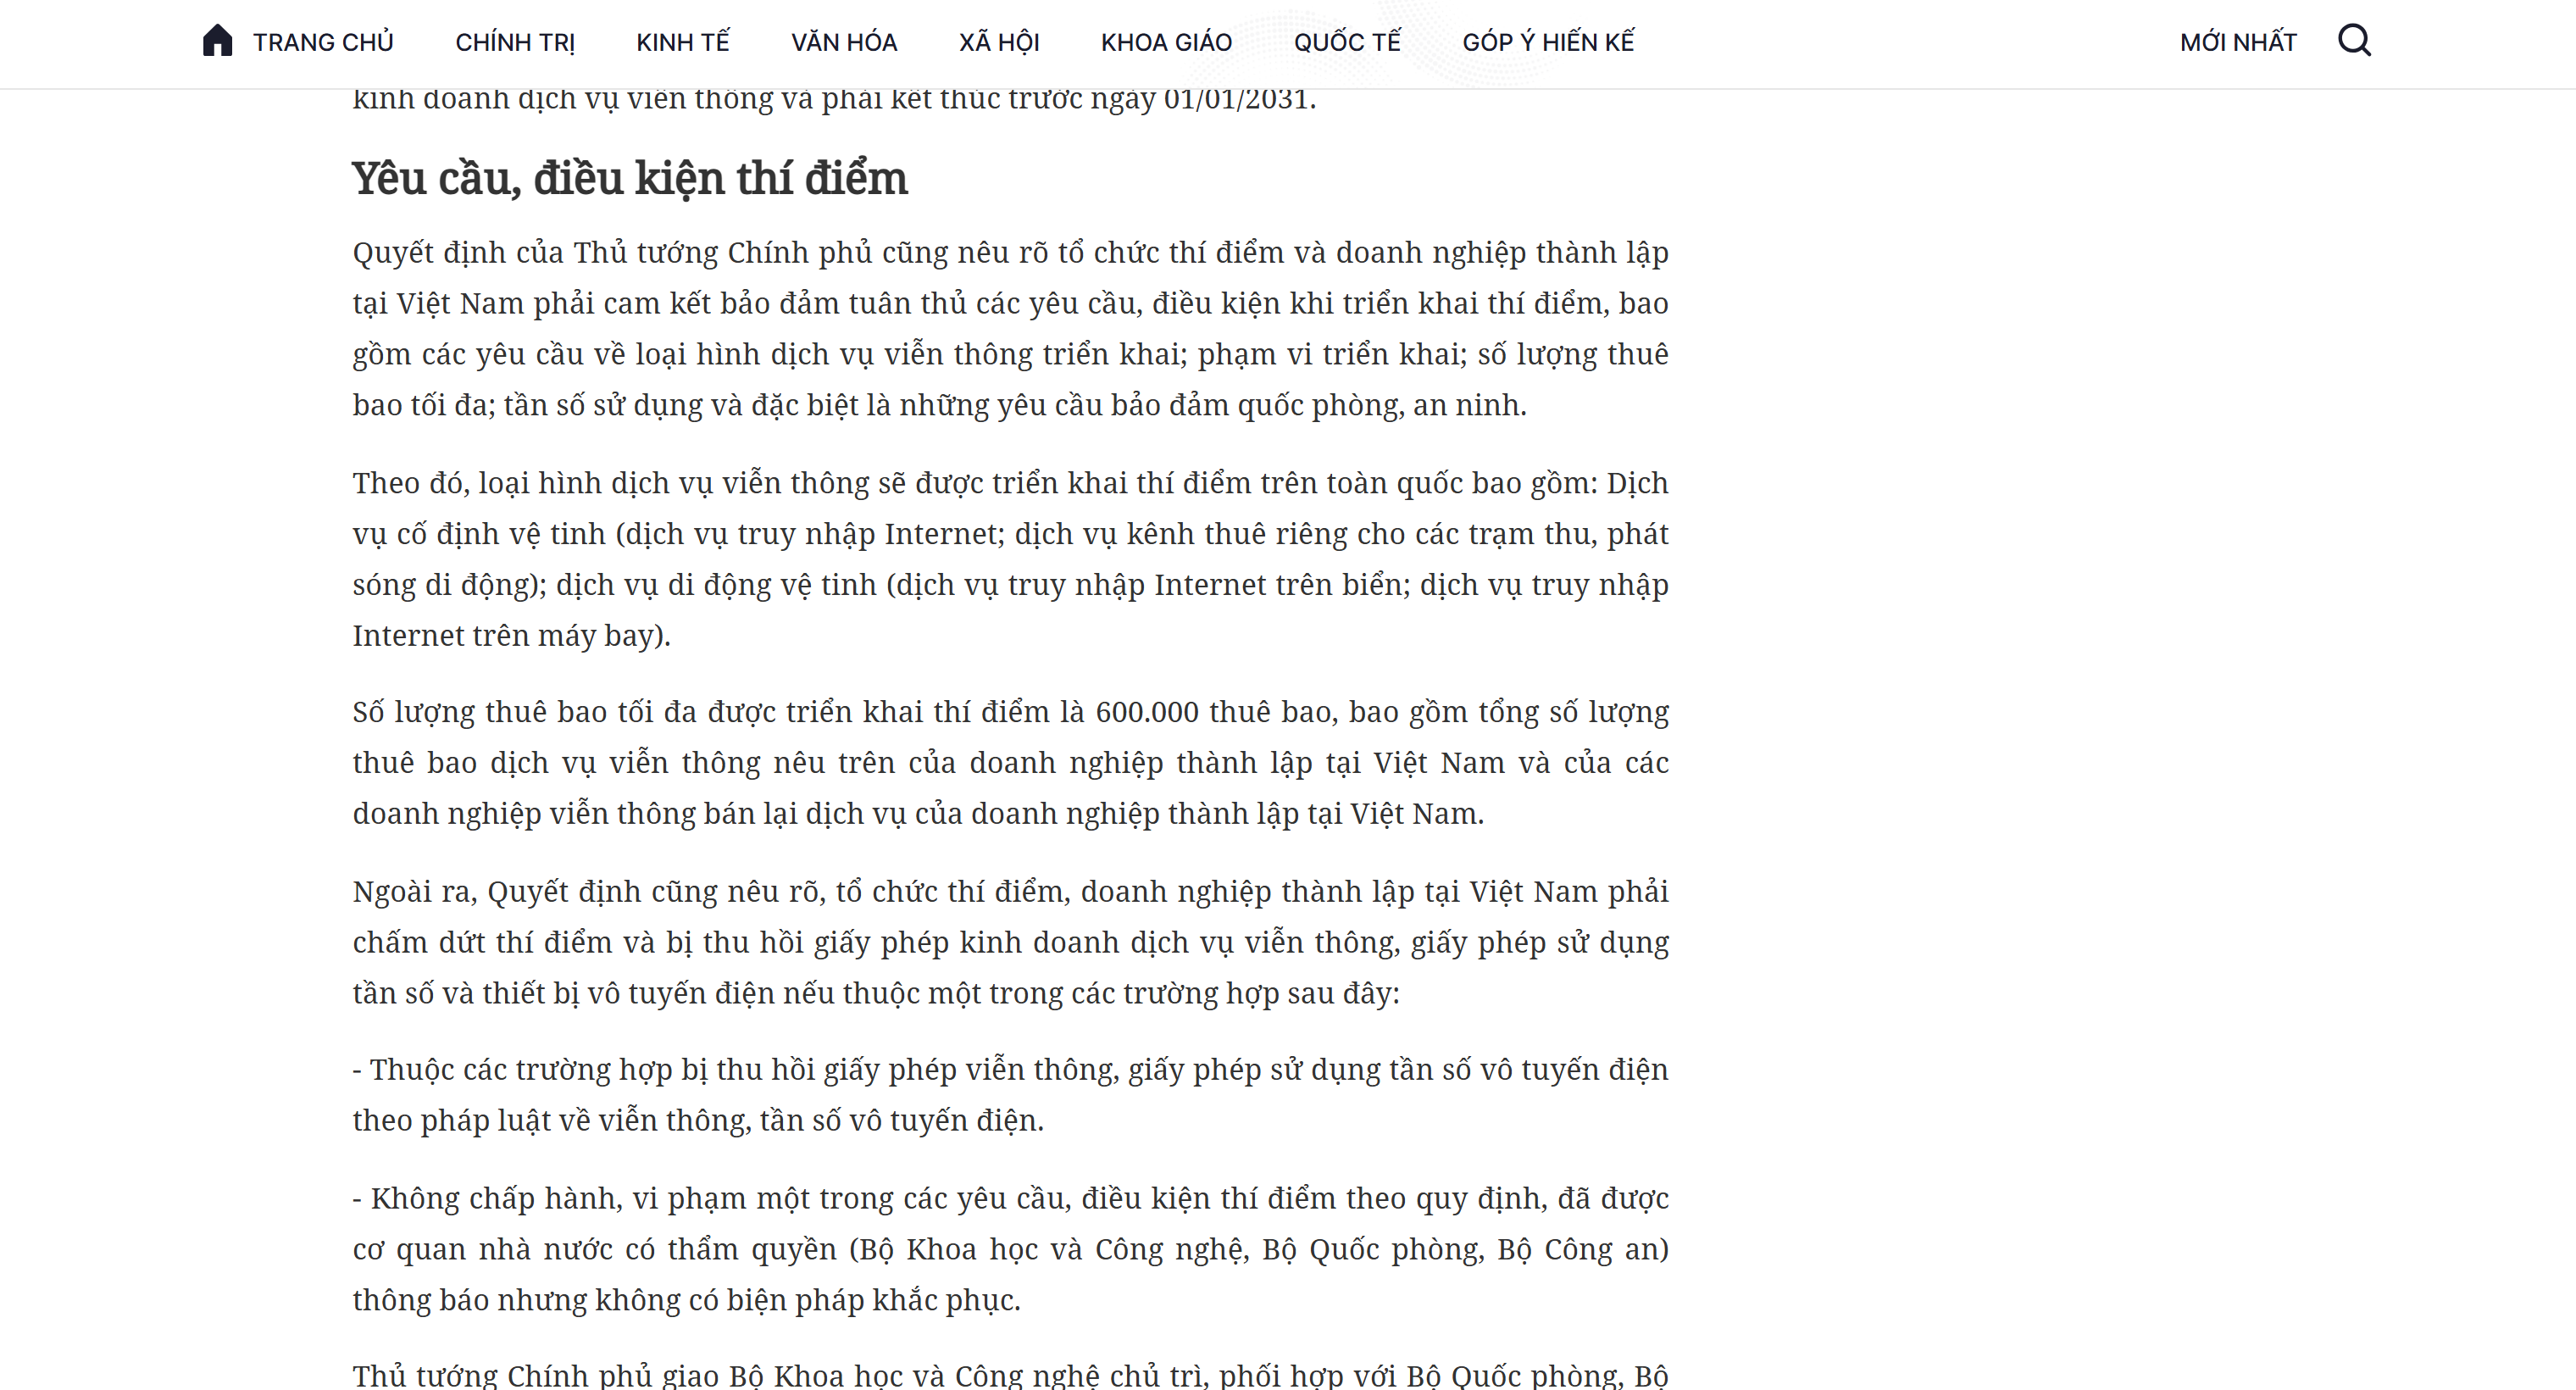 TRANG CHỦ CHÍNH TRỊ KINH TẾ VĂN HÓA XÃ HỘI KHOA GIÁO QUỐC TẾ GÓP Ý HIẾN KẾ MỚI NHẤT
kinh doanh dịch vụ viễn thông và phải kết thúc trước ngày 01/01/2031.
Yêu cầu, điều kiện thí điểm
Quyết định của Thủ tướng Chính phủ cũng nêu rõ tổ chức thí điểm và doanh nghiệp thành lập
tại Việt Nam phải cam kết bảo đảm tuân thủ các yêu cầu, điều kiện khi triển khai thí điểm, bao
gồm các yêu cầu về loại hình dịch vụ viễn thông triển khai; phạm vi triển khai; số lượng thuê
bao tối đa; tần số sử dụng và đặc biệt là những yêu cầu bảo đảm quốc phòng, an ninh.
Theo đó, loại hình dịch vụ viễn thông sẽ được triển khai thí điểm trên toàn quốc bao gồm: Dịch
vụ cố định vệ tinh (dịch vụ truy nhập Internet; dịch vụ kênh thuê riêng cho các trạm thu, phát
sóng di động); dịch vụ di động vệ tinh (dịch vụ truy nhập Internet trên biển; dịch vụ truy nhập
Internet trên máy bay).
Số lượng thuê bao tối đa được triển khai thí điểm là 600.000 thuê bao, bao gồm tổng số lượng
thuê bao dịch vụ viễn thông nêu trên của doanh nghiệp thành lập tại Việt Nam và của các
doanh nghiệp viễn thông bán lại dịch vụ của doanh nghiệp thành lập tại Việt Nam.
Ngoài ra, Quyết định cũng nêu rõ, tổ chức thí điểm, doanh nghiệp thành lập tại Việt Nam phải
chấm dứt thí điểm và bị thu hồi giấy phép kinh doanh dịch vụ viễn thông, giấy phép sử dụng
tần số và thiết bị vô tuyến điện nếu thuộc một trong các trường hợp sau đây:
- Thuộc các trường hợp bị thu hồi giấy phép viễn thông, giấy phép sử dụng tần số vô tuyến điện
theo pháp luật về viễn thông, tần số vô tuyến điện.
- Không chấp hành, vi phạm một trong các yêu cầu, điều kiện thí điểm theo quy định, đã được
cơ quan nhà nước có thẩm quyền (Bộ Khoa học và Công nghệ, Bộ Quốc phòng, Bộ Công an)
thông báo nhưng không có biện pháp khắc phục.
Thủ tướng Chính phủ giao Bộ Khoa học và Công nghệ chủ trì, phối hợp với Bộ Quốc phòng, Bộ